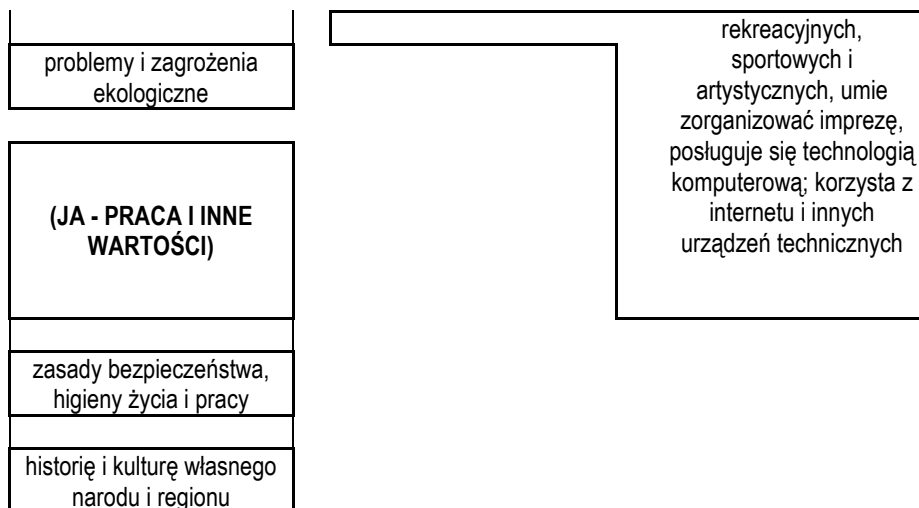 problemy i zagrożenia
ekologiczne
(JA - PRACA I INNE
WARTOŚCI)
zasady bezpieczeństwa,
higieny życia i pracy
historię i kulturę własnego
narodu i regionu
rekreacyjnych,
sportowych i
artystycznych, umie
zorganizować imprezę,
posługuje się technologią
komputerową; korzysta z
internetu i innych
urządzeń technicznych